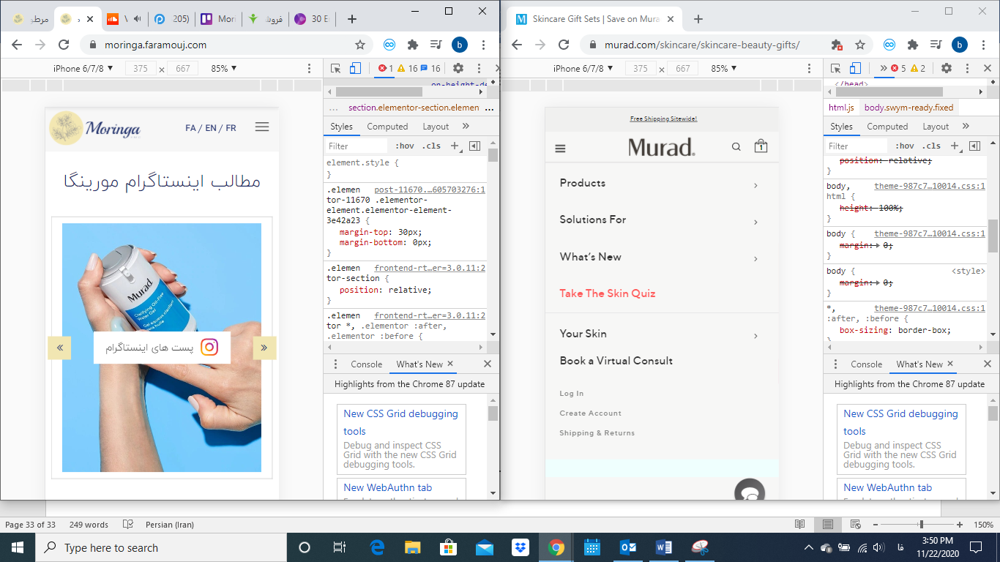 مرطو
د
V
205)
Mori
فروش
30 E
moringa.faramouj.com
b
iPhone 6/7/8 ▼ 375 × 667 85% ▼
1 16 16
section.elementor-section.elemen
Styles Computed Layout »
Filter :hov .cls
element.style {
}
.elemen post-11670.…605703276:1
tor-11670 .elementor-
element.elementor-element-
3e42a23 {
margin-top: 30px;
margin-bottom: 0px;
}
.elemen frontend-rt…er=3.0.11:2
tor-section {
position: relative;
}
.elemen frontend-rt…er=3.0.11:2
tor *, .elementor :after,
.elementor :before {
Console What's New
Highlights from the Chrome 87 update
New CSS Grid debugging
tools
Debug and inspect CSS
Grid with the new CSS Grid
debugging tools.
New WebAuthn tab
Moringa
FA / EN / FR
مطالب اینستاگرام مورینگا
Murad
Clarifying Oil-Free
Water Gel
پست های اینستاگرام
Skincare Gift Sets | Save on Mura
murad.com/skincare/skincare-beauty-gifts/
b
iPhone 6/7/8 ▼ 375 × 667 85% ▼
» 5 2
</head>
html.js body.swym-ready.fixed
Styles Computed Layout »
Filter :hov .cls
position: relative;
}
body, theme-987c7…10014.css:1
html {
height: 100%;
}
body { theme-987c7…10014.css:1
margin: 0;
}
body { <style>
margin: 0;
}
*, theme-987c7…10014.css:1
:after, :before {
box-sizing: border-box;
Console What's New
Highlights from the Chrome 87 update
New CSS Grid debugging
tools
Debug and inspect CSS
Grid with the new CSS Grid
debugging tools.
New WebAuthn tab
Free Shipping Sitewide!
Murad.
1
Products
Solutions For
What's New
Take The Skin Quiz
Your Skin
Book a Virtual Consult
Log In
Create Account
Shipping & Returns
Page 33 of 33 249 words Persian (Iran)
150%
Type here to search
فا
3:50 PM
11/22/2020